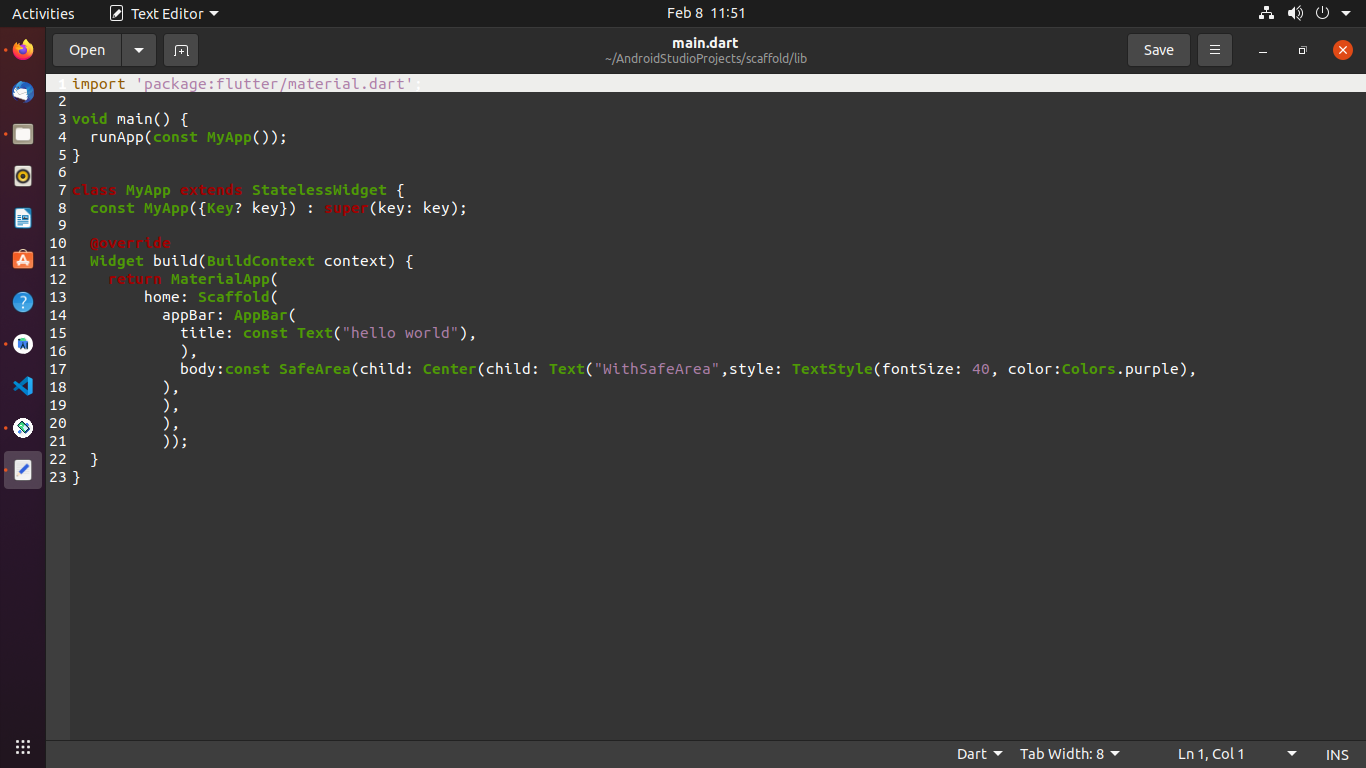 Activities Text Editor Feb 8 11:51
Open main.dart Save
~/AndroidStudioProjects/scaffold/lib
1 import 'package:flutter/material.dart';
2
3 void main() {
4   runApp(const MyApp());
5 }
6
7 class MyApp extends StatelessWidget {
8   const MyApp({Key? key}) : super(key: key);
9
10   @override
11   Widget build(BuildContext context) {
12     return MaterialApp(
13         home: Scaffold(
14           appBar: AppBar(
15             title: const Text("hello world"),
16             ),
17             body:const SafeArea(child: Center(child: Text("WithSafeArea",style: TextStyle(fontSize: 40, color:Colors.purple),
18           ),
19           ),
20           ),
21           ));
22   }
23 }
Dart Tab Width: 8 Ln 1, Col 1 INS